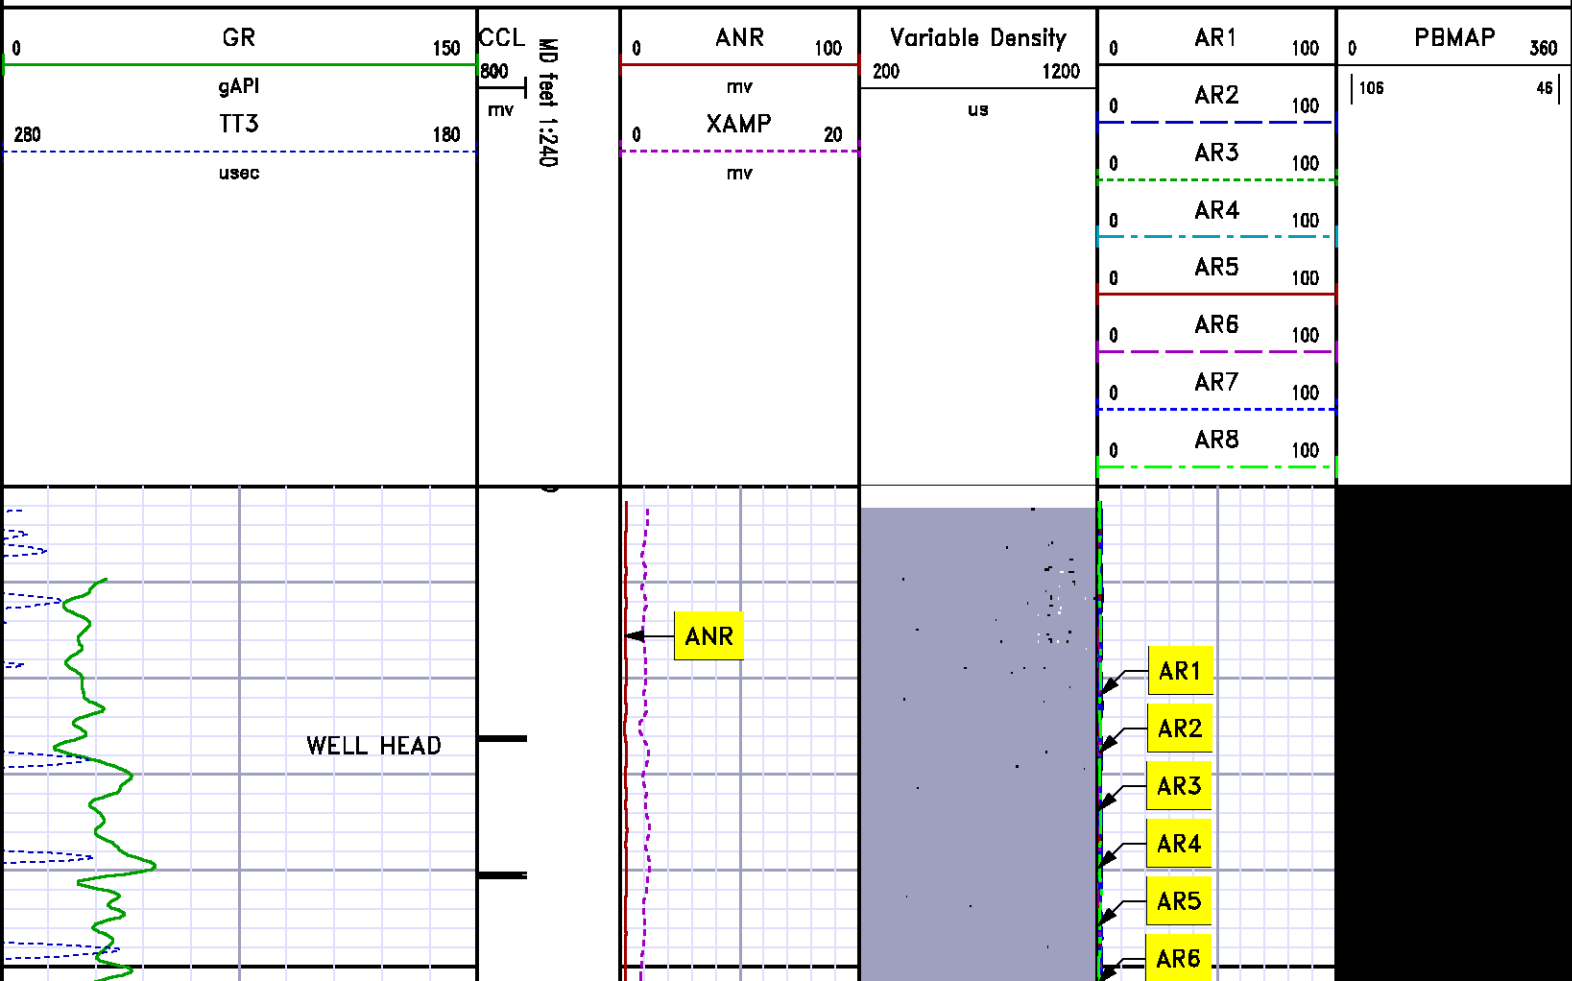 GR
0 150
gAPI
TT3
280 180
usec
CCL
mv
MD feet 1:240
ANR
0 100
mv
XAMP
0 20
mv
Variable Density
200 1200
us
AR1
0 100
AR2
0 100
AR3
0 100
AR4
0 100
AR5
0 100
AR6
0 100
AR7
0 100
AR8
0 100
PBMAP
0 360
106 46
WELL HEAD
ANR
AR1
AR2
AR3
AR4
AR5
AR6